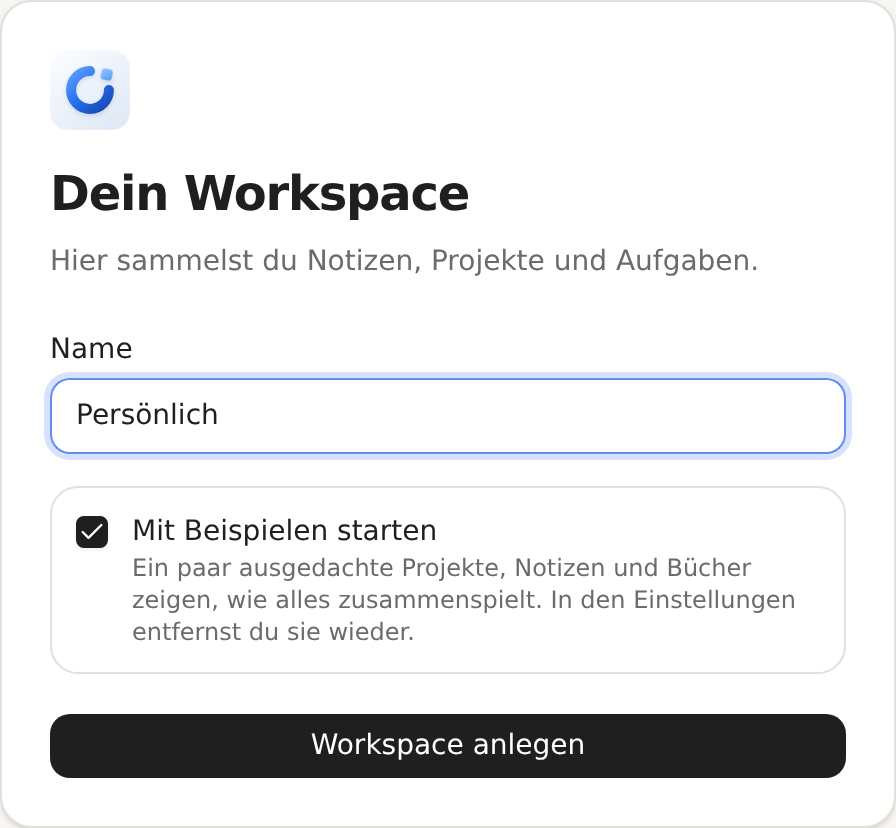 Dein Workspace
Hier sammelst du Notizen, Projekte und Aufgaben.
Name
Persönlich
Mit Beispielen starten
Ein paar ausgedachte Projekte, Notizen und Bücher
zeigen, wie alles zusammenspielt. In den Einstellungen
entfernst du sie wieder.
Workspace anlegen